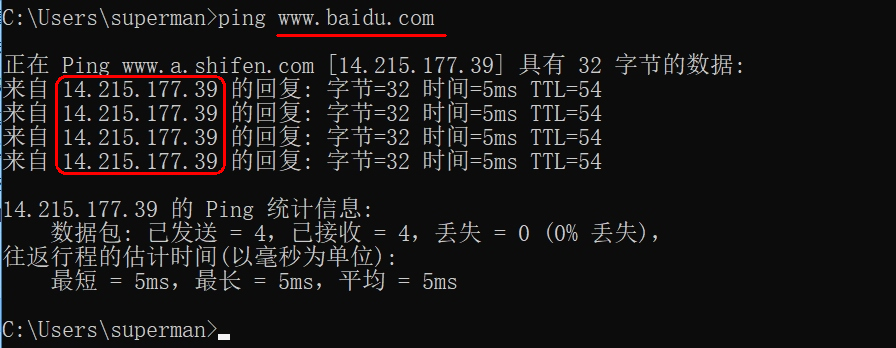 C:\Users\superman>ping www.baidu.com
正在 Ping www.a.shifen.com [14.215.177.39] 具有 32 字节的数据:
来自 14.215.177.39 的回复: 字节=32 时间=5ms TTL=54
来自 14.215.177.39 的回复: 字节=32 时间=5ms TTL=54
来自 14.215.177.39 的回复: 字节=32 时间=5ms TTL=54
来自 14.215.177.39 的回复: 字节=32 时间=5ms TTL=54
14.215.177.39 的 Ping 统计信息:
数据包: 已发送 = 4，已接收 = 4，丢失 = 0 (0% 丢失)，
往返行程的估计时间(以毫秒为单位):
最短 = 5ms，最长 = 5ms，平均 = 5ms
C:\Users\superman>